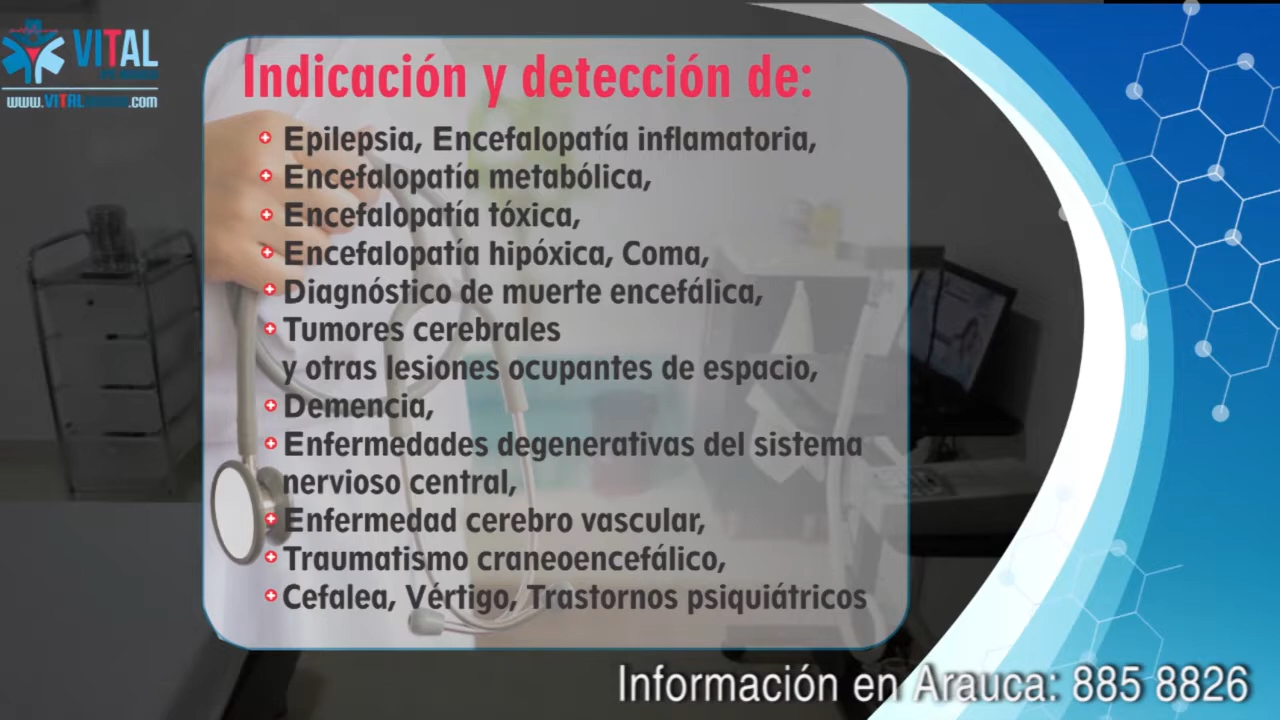 VITAL
www.VITAL
.com
Indicación y detección de:
Epilepsia, Encefalopatía inflamatoria,
Encefalopatía metabólica,
Encefalopatía tóxica,
Encefalopatía hipóxica, Coma,
Diagnóstico de muerte encefálica,
Tumores cerebrales
y otras lesiones ocupantes de espacio,
Demencia,
Enfermedades degenerativas del sistema
nervioso central,
Enfermedad cerebro vascular,
Traumatismo craneoencefálico,
Cefalea, Vértigo, Trastornos psiquiátricos
Información en Arauca: 885 8826